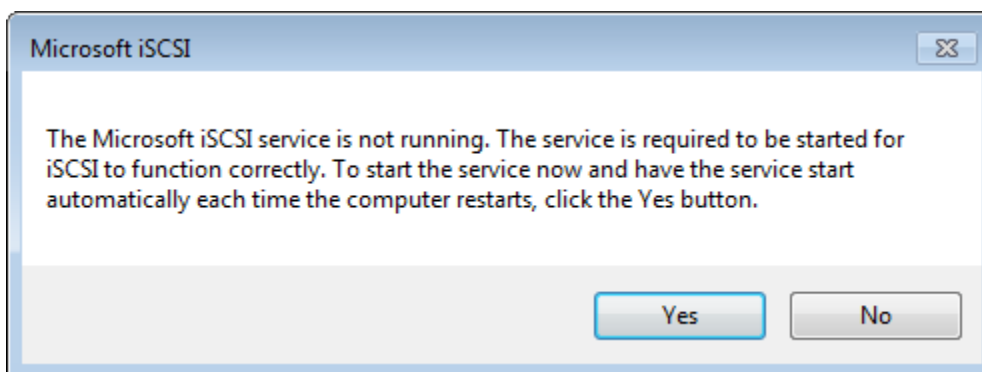 Microsoft iSCSI
The Microsoft iSCSI service is not running. The service is required to be started for
iSCSI to function correctly. To start the service now and have the service start
automatically each time the computer restarts, click the Yes button.
Yes
No